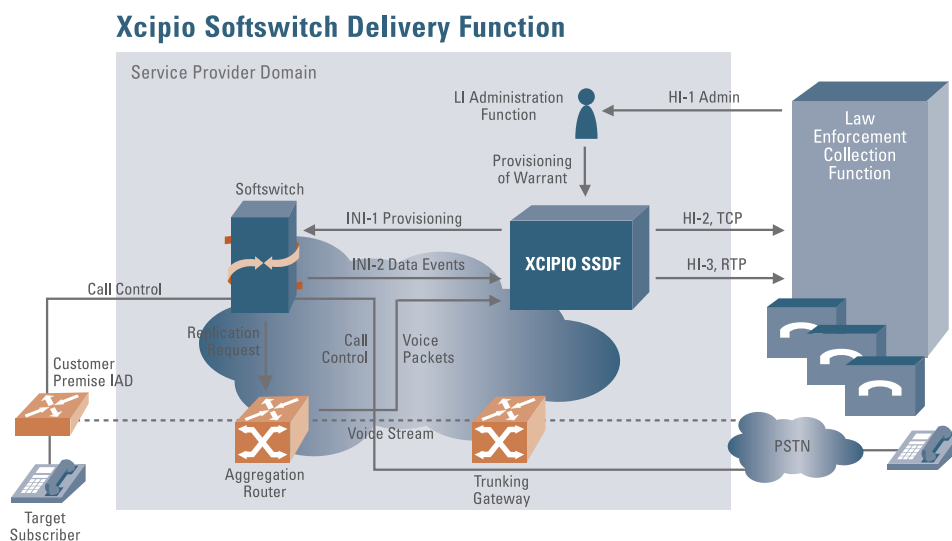 Xcipio Softswitch Delivery Function
Service Provider Domain
LI Administration
Function
HI-1 Admin
Law
Enforcement
Collection
Function
Provisioning
of Warrant
Softswitch
INI-1 Provisioning
HI-2, TCP
XCIPIO SSDF
INI-2 Data Events
HI-3, RTP
Call Control
Replication
Request
Call
Control
Voice
Packets
Customer
Premise IAD
Voice Stream
PSTN
Aggregation
Router
Trunking
Gateway
Target
Subscriber